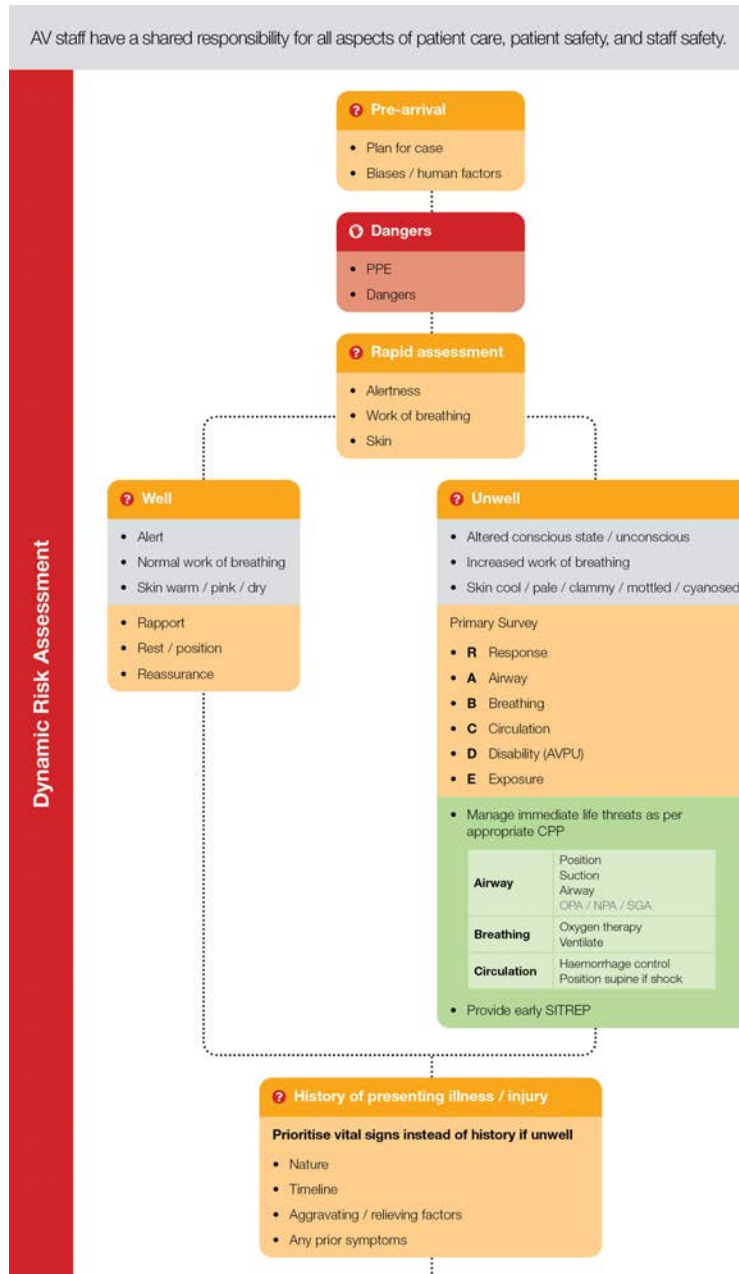 AV staff have a shared responsibility for all aspects of patient care, patient safety, and staff safety.
Dynamic Risk Assessment
Pre-arrival
• Plan for case
• Biases / human factors
Dangers
• PPE
• Dangers
Rapid assessment
• Alertness
• Work of breathing
• Skin
Well
• Alert
• Normal work of breathing
• Skin warm / pink / dry
• Rapport
• Rest / position
• Reassurance
Unwell
• Altered conscious state / unconscious
• Increased work of breathing
• Skin cool / pale / clammy / mottled / cyanosed
Primary Survey
• R Response
• A Airway
• B Breathing
• C Circulation
• D Disability (AVPU)
• E Exposure
• Manage immediate life threats as per
appropriate CPP
Airway
Position
Suction
Airway
OPA / NPA / SGA
Breathing
Oxygen therapy
Ventilate
Circulation
Haemorrhage control
Position supine if shock
• Provide early SITREP
History of presenting illness / injury
Prioritise vital signs instead of history if unwell
• Nature
• Timeline
• Aggravating / relieving factors
• Any prior symptoms